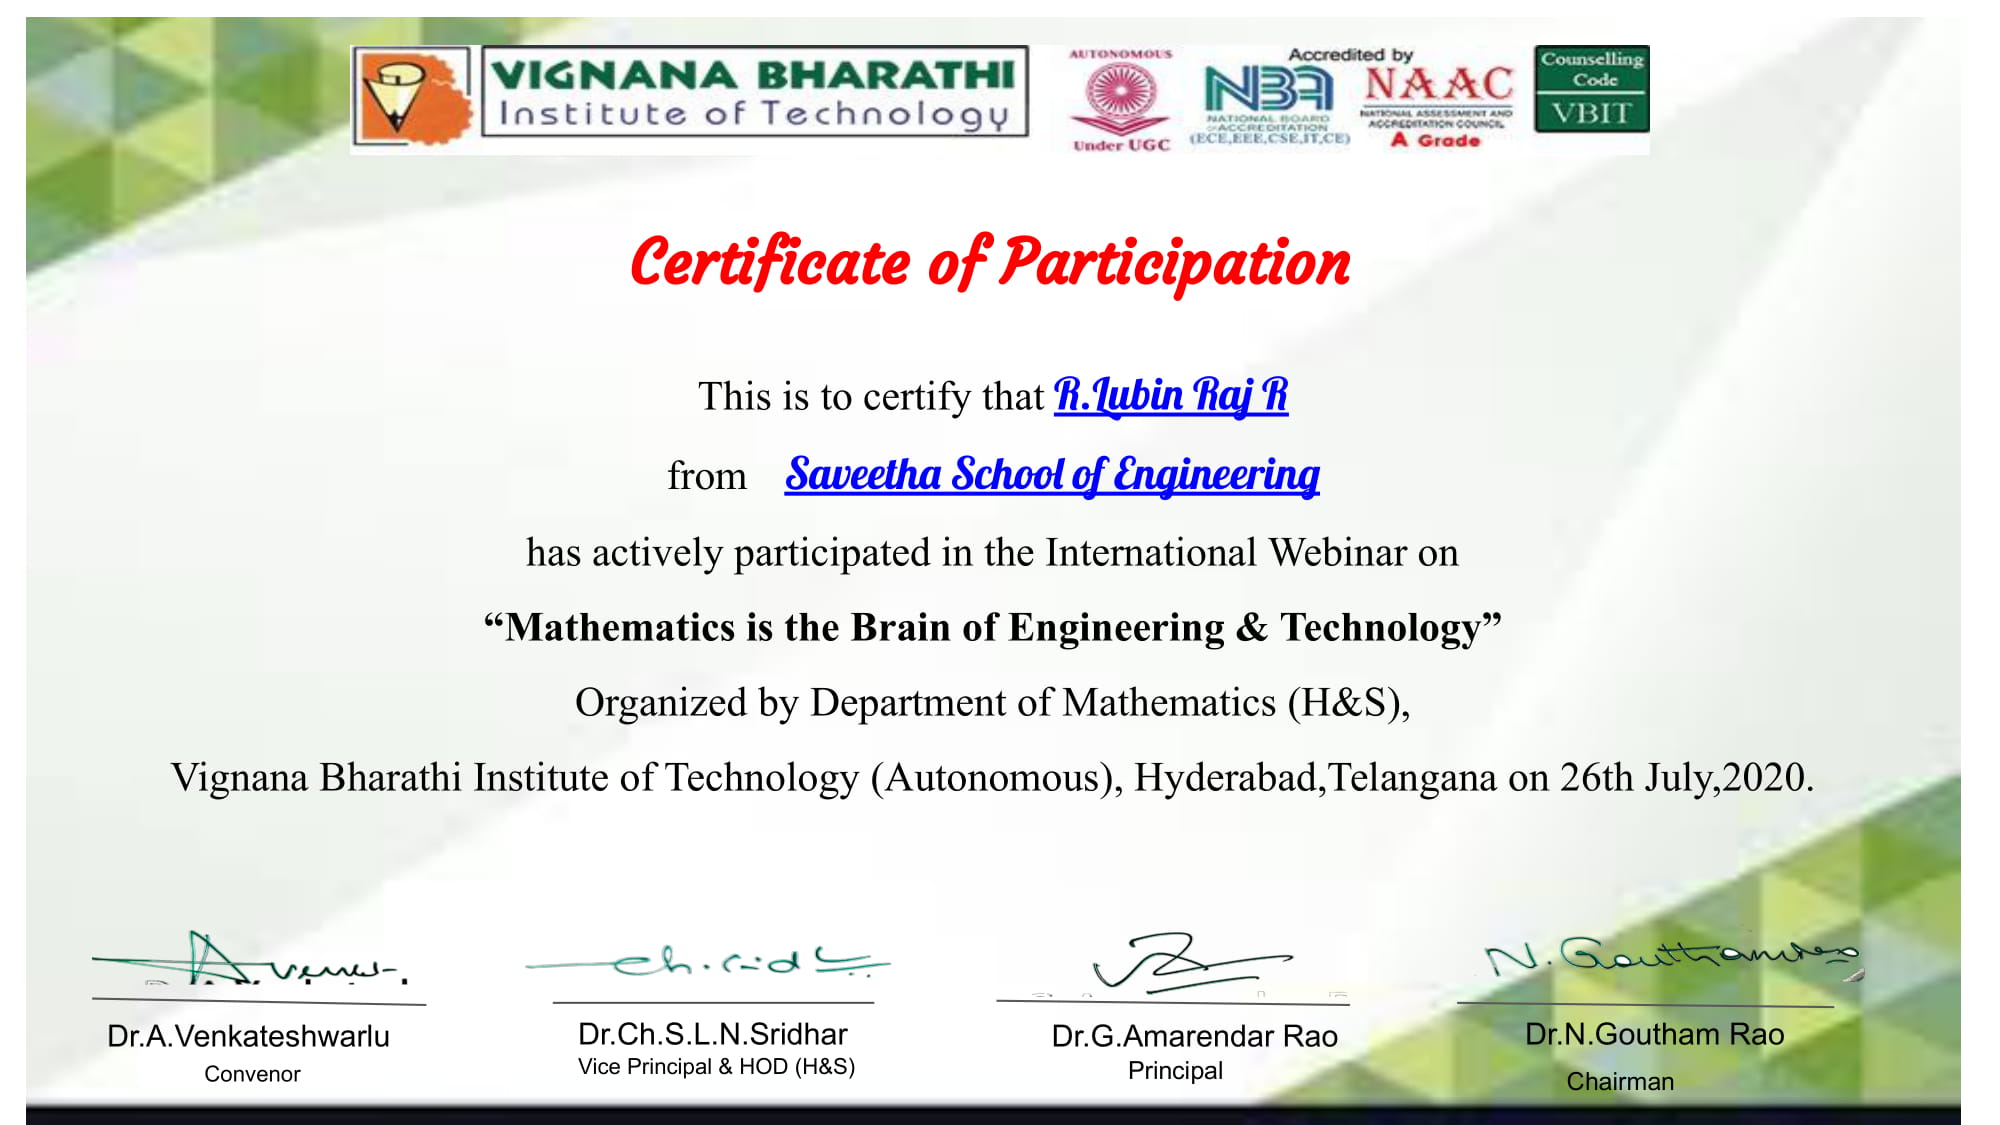 VIGNANA BHARATHI
Institute of Technology
AUTONOMOUS
Under UGC
Accredited by
NBA
NATIONAL BOARD
of ACCREDITATION
(ECE,EEE,CSE,IT,CE)
NAAC
NATIONAL ASSESSMENT AND
ACCREDITATION COUNCIL
A Grade
Counselling
Code
VBIT
Certificate of Participation
This is to certify that R.Lubin Raj R
from Saveetha School of Engineering
has actively participated in the International Webinar on
“Mathematics is the Brain of Engineering & Technology”
Organized by Department of Mathematics (H&S),
Vignana Bharathi Institute of Technology (Autonomous), Hyderabad,Telangana on 26th July,2020.
N. Gouthamrao
Dr.A.Venkateshwarlu
Convenor
Dr.Ch.S.L.N.Sridhar
Vice Principal & HOD (H&S)
Dr.G.Amarendar Rao
Principal
Dr.N.Goutham Rao
Chairman